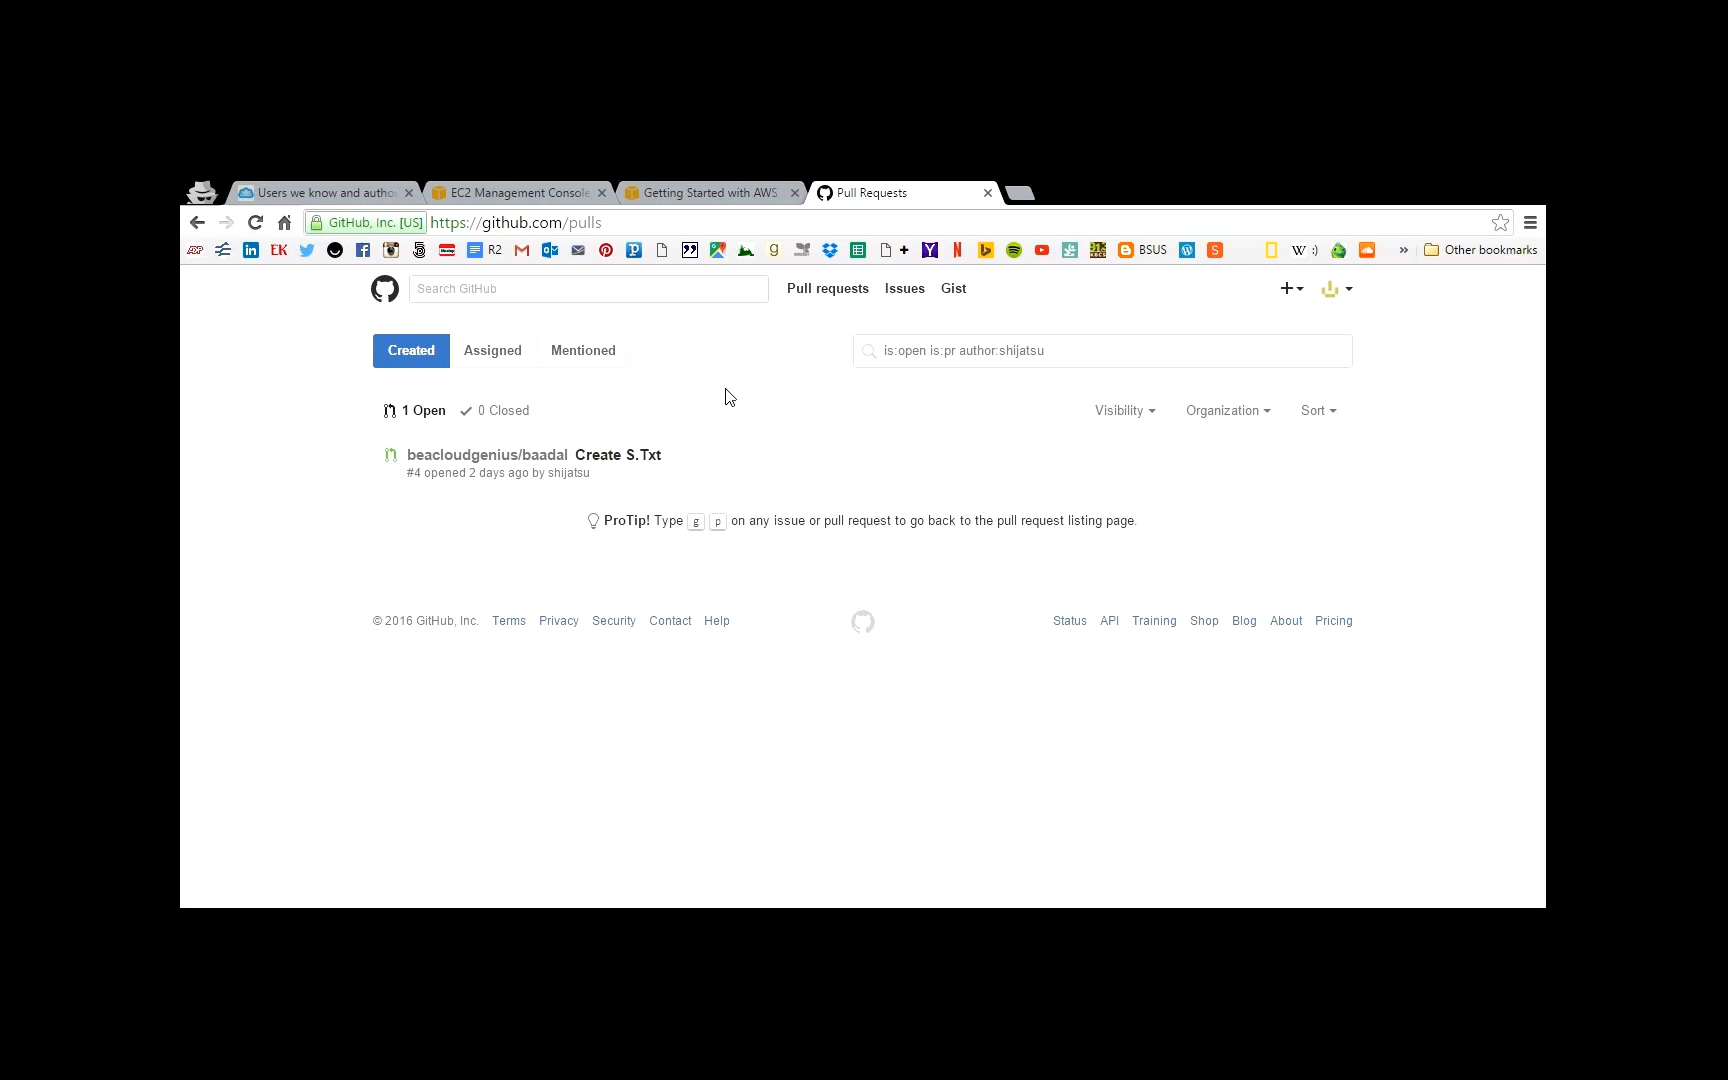 Users we know and author
EC2 Management Console
Getting Started with AWS
Pull Requests
GitHub, Inc. [US] https://github.com/pulls
R2
BSUS
W :)
» Other bookmarks
Search GitHub
Pull requests Issues Gist
Created Assigned Mentioned
is:open is:pr author:shijatsu
1 Open 0 Closed
Visibility Organization Sort
beacloudgenius/baadal Create S.Txt
#4 opened 2 days ago by shijatsu
ProTip! Type g p on any issue or pull request to go back to the pull request listing page.
© 2016 GitHub, Inc. Terms Privacy Security Contact Help
Status API Training Shop Blog About Pricing